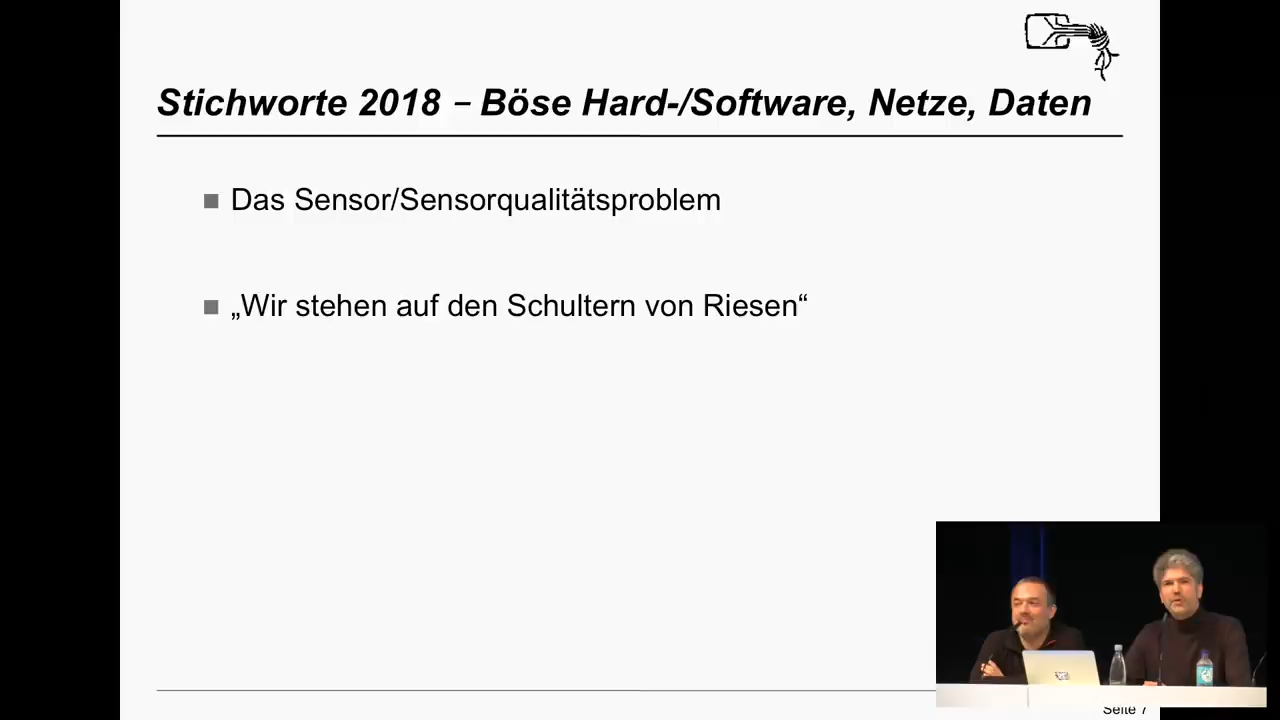 Stichworte 2018 – Böse Hard-/Software, Netze, Daten
Das Sensor/Sensorqualitätsproblem
„Wir stehen auf den Schultern von Riesen“
Seite 7